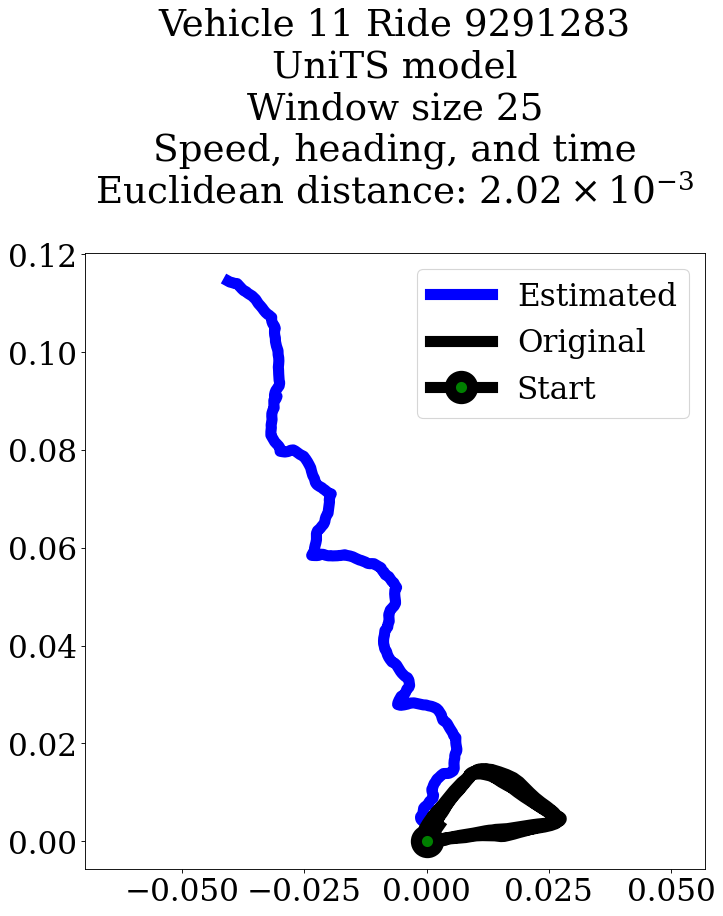 Vehicle 11 Ride 9291283
UniTS model
Window size 25
Speed, heading, and time
Euclidean distance: 2.02 × 10⁻³
0.12
0.10
0.08
0.06
0.04
0.02
0.00
Estimated
Original
Start
−0.050 −0.025 0.000 0.025 0.050